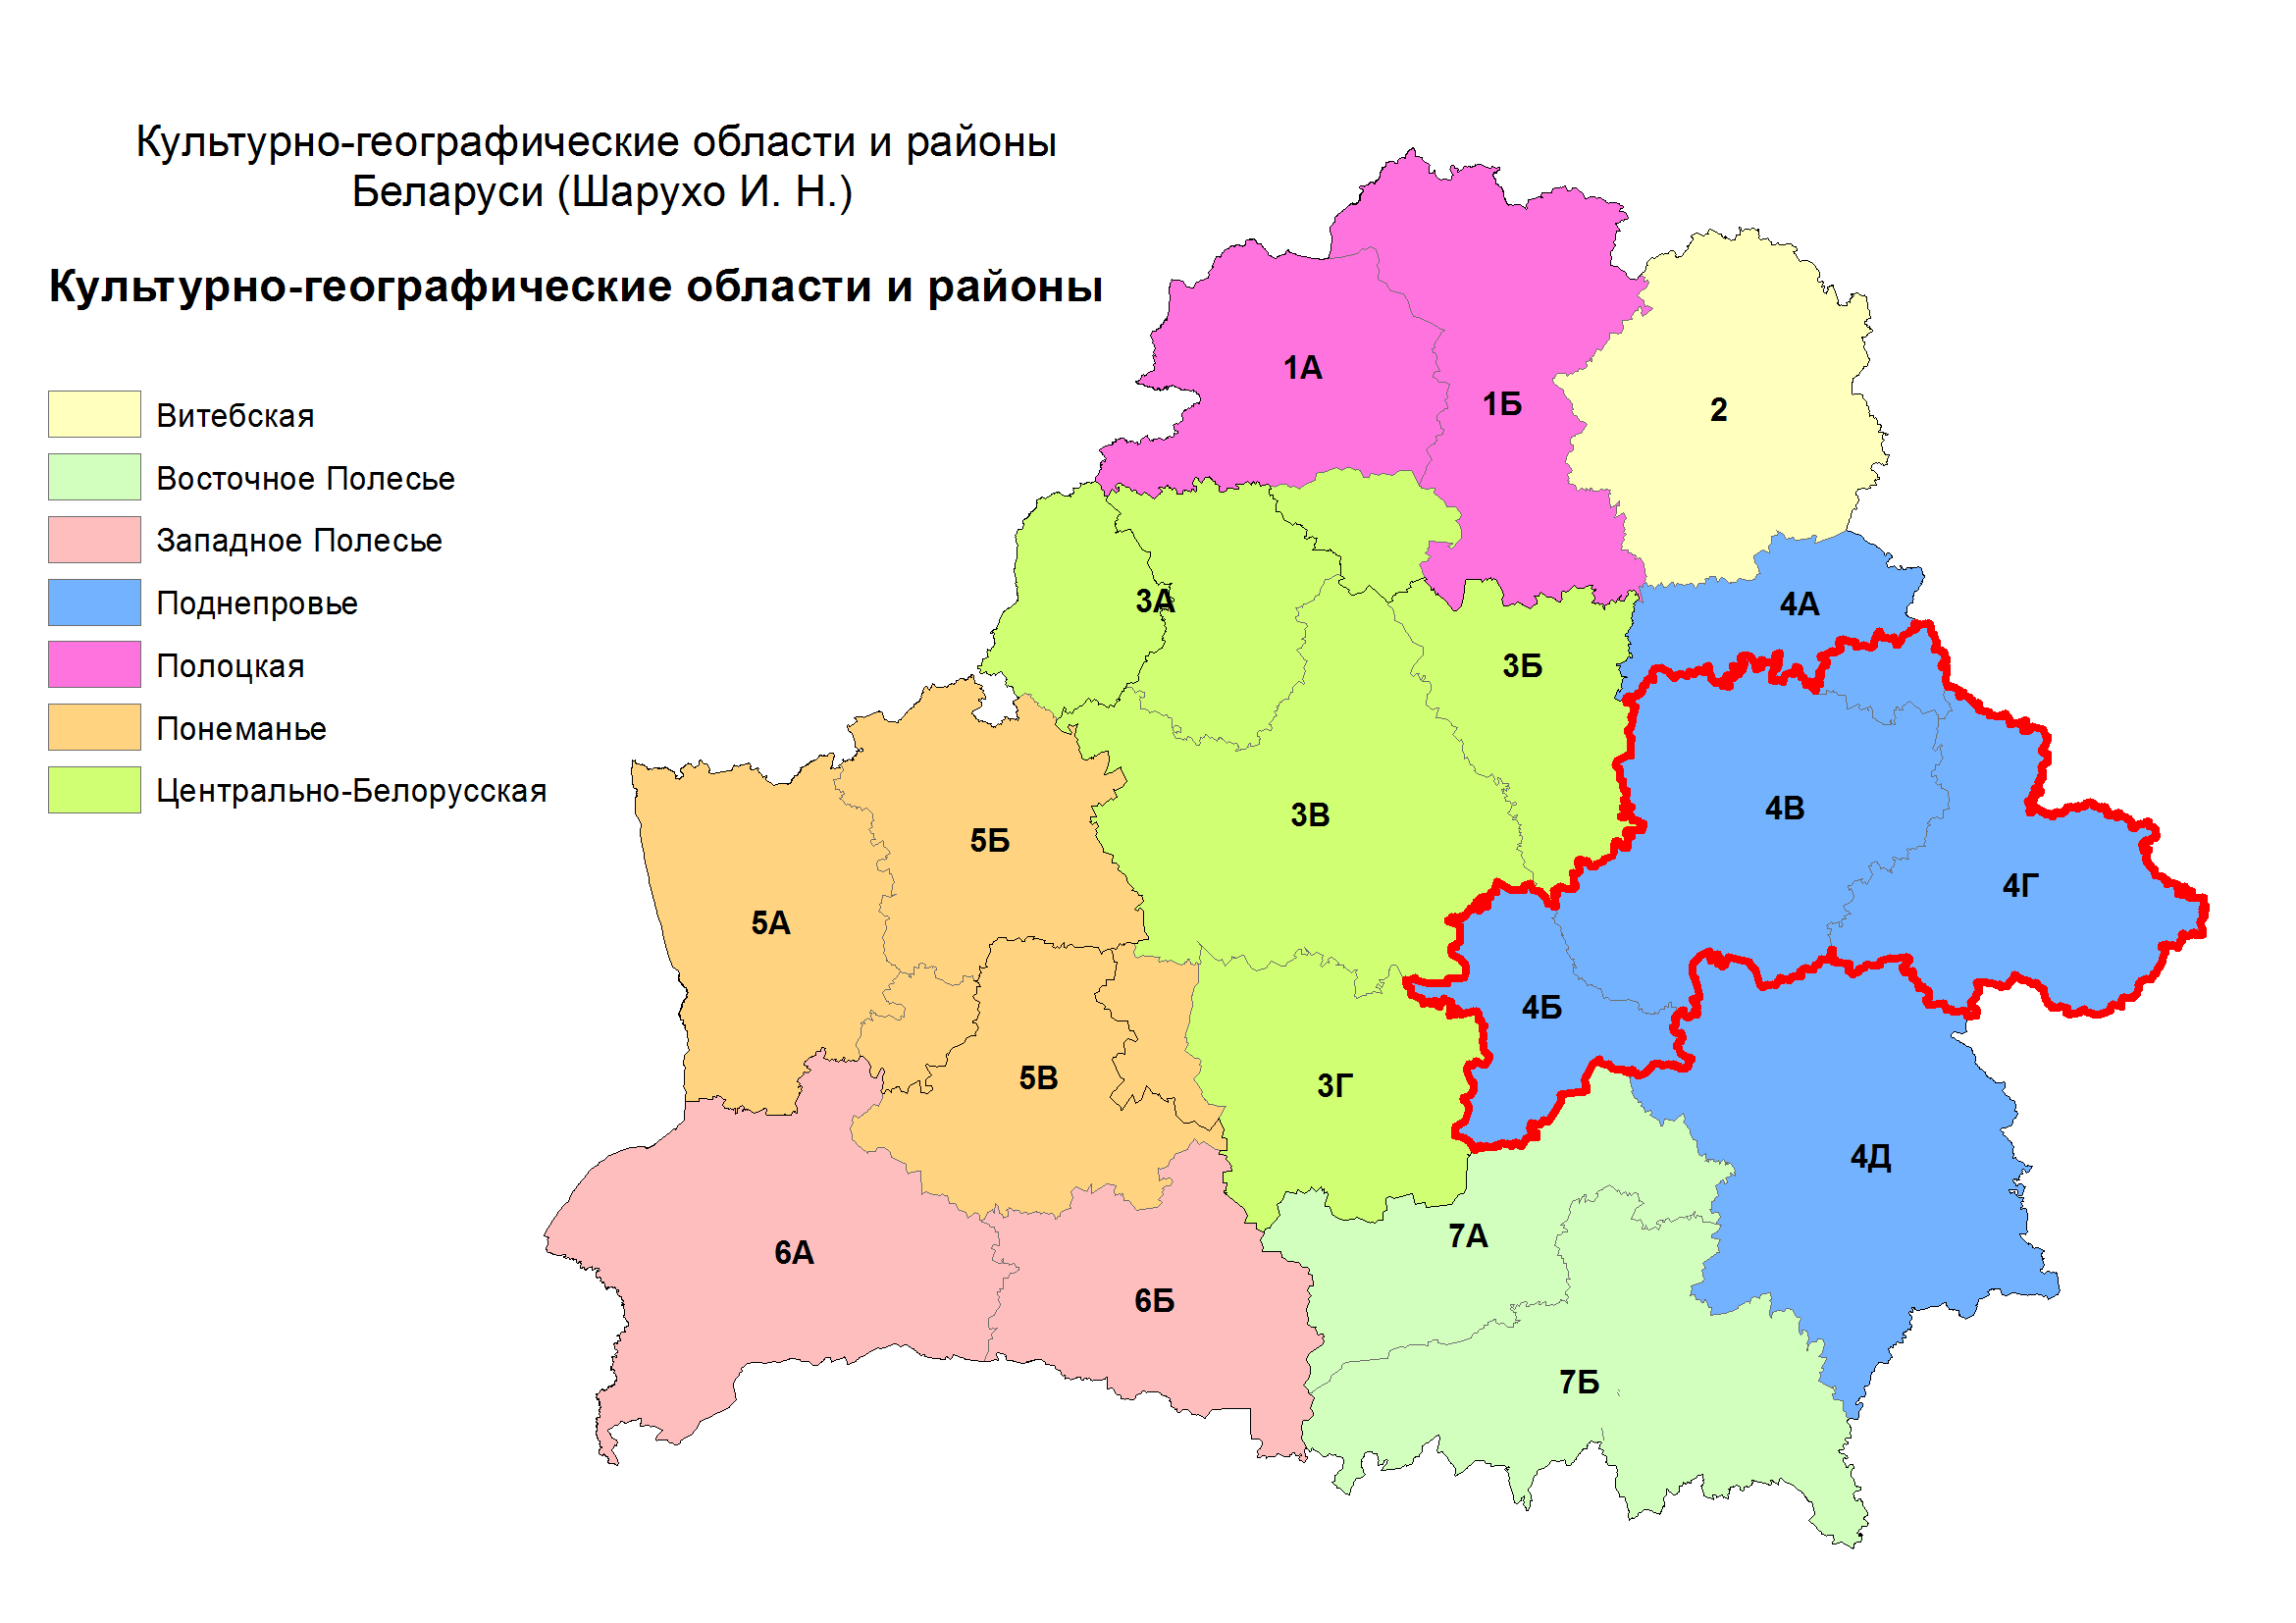 Культурно-географические области и районы
Беларуси (Шарухо И. Н.)
Культурно-географические области и районы
Витебская
Восточное Полесье
Западное Полесье
Поднепровье
Полоцкая
Понеманье
Центрально-Белорусская
1А
1Б
2
3А
4А
3Б
3В
4В
5Б
4Г
5А
4Б
5В
3Г
4Д
7А
6А
6Б
7Б